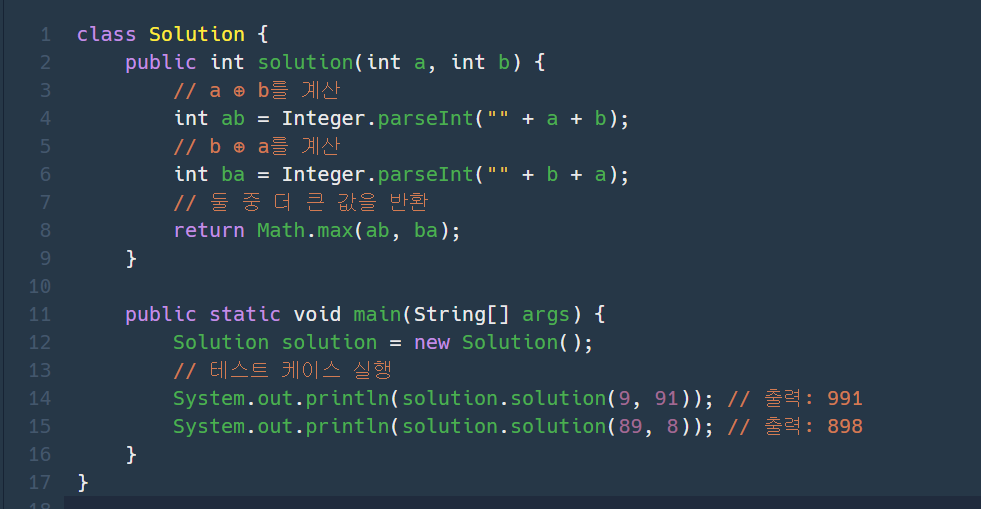 1 class Solution {
2     public int solution(int a, int b) {
3         // a ⊕ b를 계산
4         int ab = Integer.parseInt("" + a + b);
5         // b ⊕ a를 계산
6         int ba = Integer.parseInt("" + b + a);
7         // 둘 중 더 큰 값을 반환
8         return Math.max(ab, ba);
9     }
10
11     public static void main(String[] args) {
12         Solution solution = new Solution();
13         // 테스트 케이스 실행
14         System.out.println(solution.solution(9, 91)); // 출력: 991
15         System.out.println(solution.solution(89, 8)); // 출력: 898
16     }
17 }
18